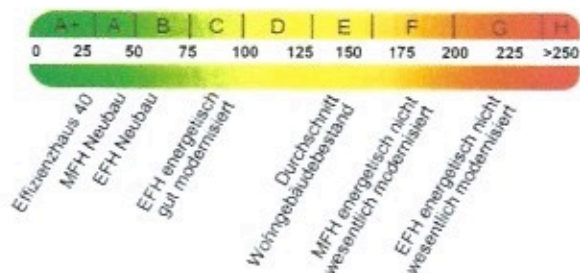 A+ A B C D E F G H
0 25 50 75 100 125 150 175 200 225 >250
Effizienzhaus 40
MFH Neubau
EFH Neubau
EFH energetisch
gut modernisiert
Durchschnitt
Wohngebäudebestand
MFH energetisch nicht
wesentlich modernisiert
EFH energetisch nicht
wesentlich modernisiert